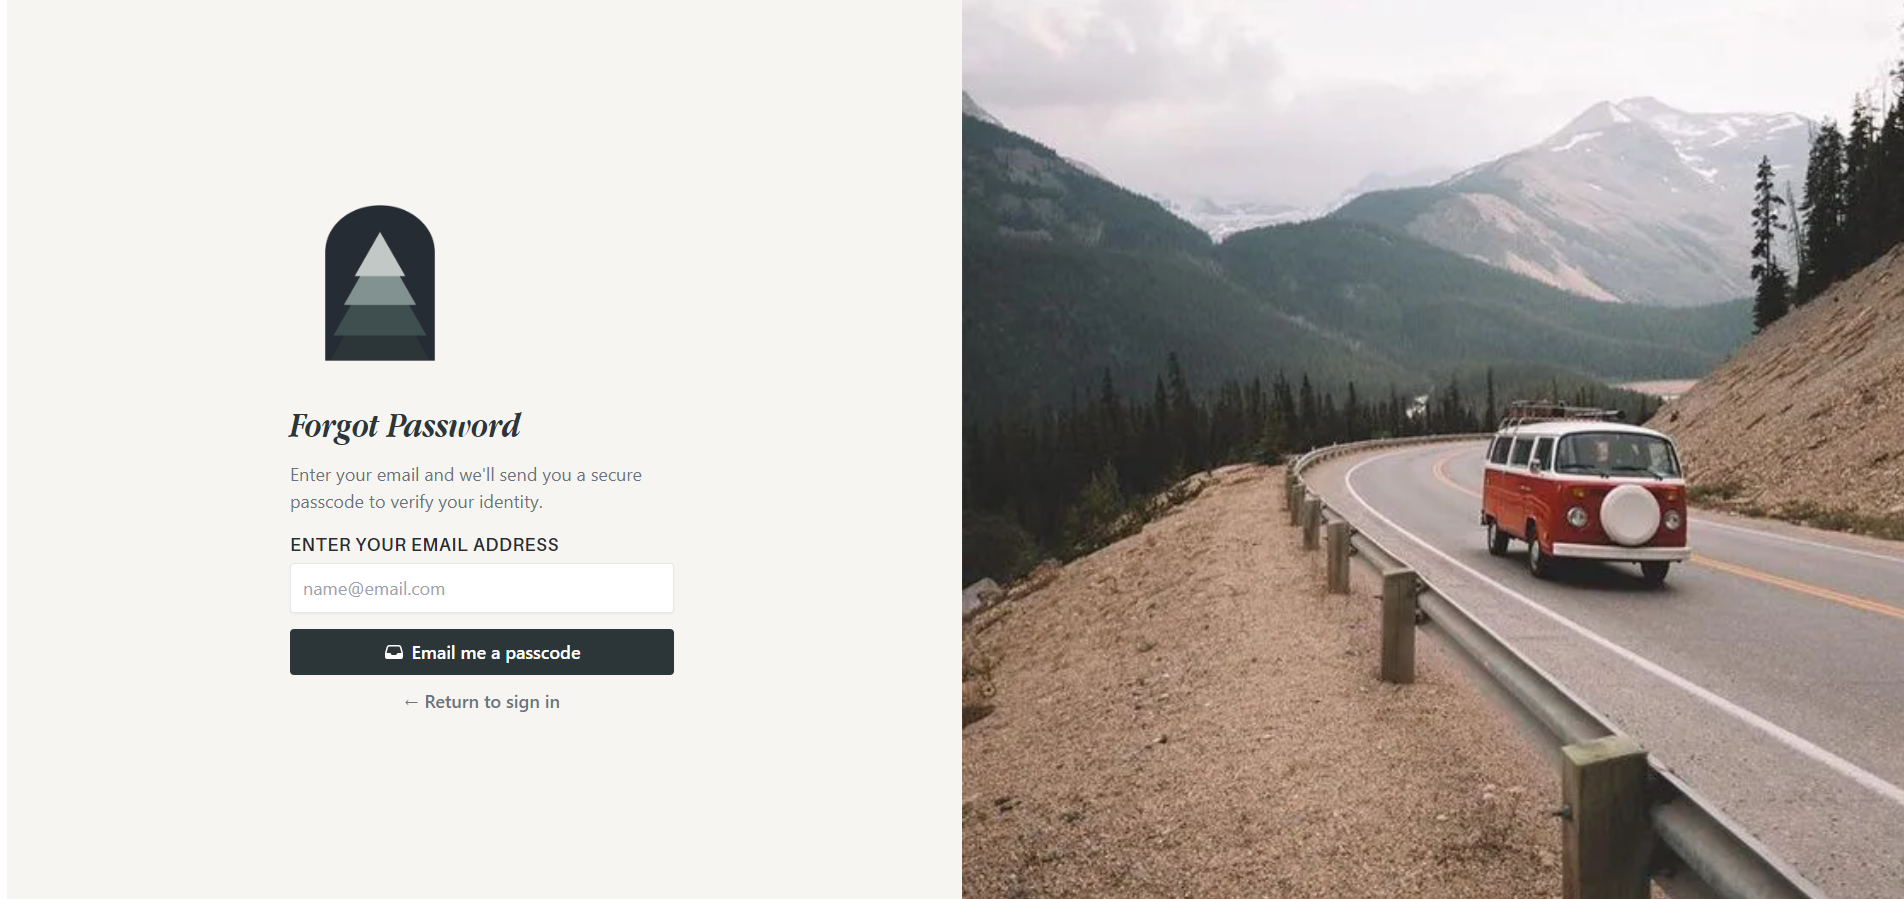 Forgot Password
Enter your email and we'll send you a secure
passcode to verify your identity.
ENTER YOUR EMAIL ADDRESS
name@email.com
Email me a passcode
← Return to sign in